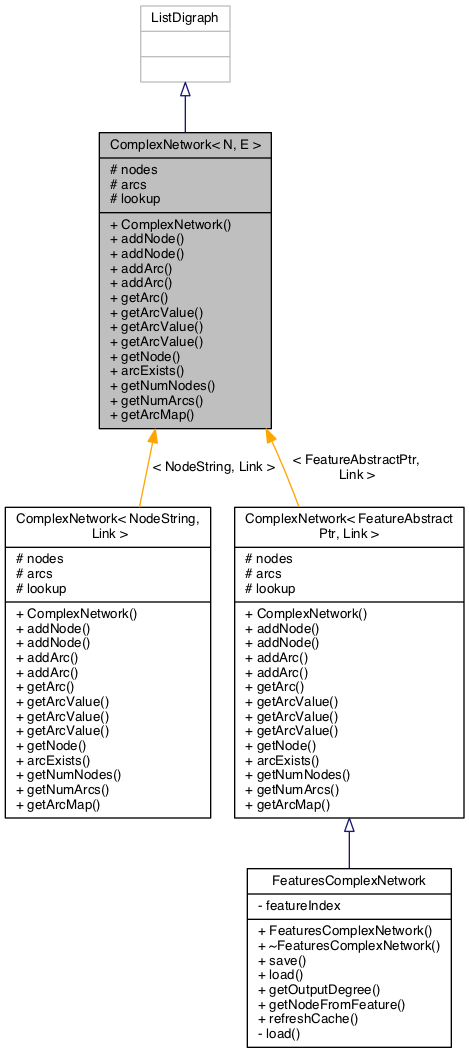 ListDigraph
ComplexNetwork< N, E >
# nodes
# arcs
# lookup
+ ComplexNetwork()
+ addNode()
+ addNode()
+ addArc()
+ addArc()
+ getArc()
+ getArcValue()
+ getArcValue()
+ getArcValue()
+ getNode()
+ arcExists()
+ getNumNodes()
+ getNumArcs()
+ getArcMap()
< NodeString, Link >
< FeatureAbstractPtr,
Link >
ComplexNetwork< NodeString,
Link >
# nodes
# arcs
# lookup
+ ComplexNetwork()
+ addNode()
+ addNode()
+ addArc()
+ addArc()
+ getArc()
+ getArcValue()
+ getArcValue()
+ getArcValue()
+ getNode()
+ arcExists()
+ getNumNodes()
+ getNumArcs()
+ getArcMap()
ComplexNetwork< FeatureAbstract
Ptr, Link >
# nodes
# arcs
# lookup
+ ComplexNetwork()
+ addNode()
+ addNode()
+ addArc()
+ addArc()
+ getArc()
+ getArcValue()
+ getArcValue()
+ getArcValue()
+ getNode()
+ arcExists()
+ getNumNodes()
+ getNumArcs()
+ getArcMap()
FeaturesComplexNetwork
- featureIndex
+ FeaturesComplexNetwork()
+ ~FeaturesComplexNetwork()
+ save()
+ load()
+ getOutputDegree()
+ getNodeFromFeature()
+ refreshCache()
- load()